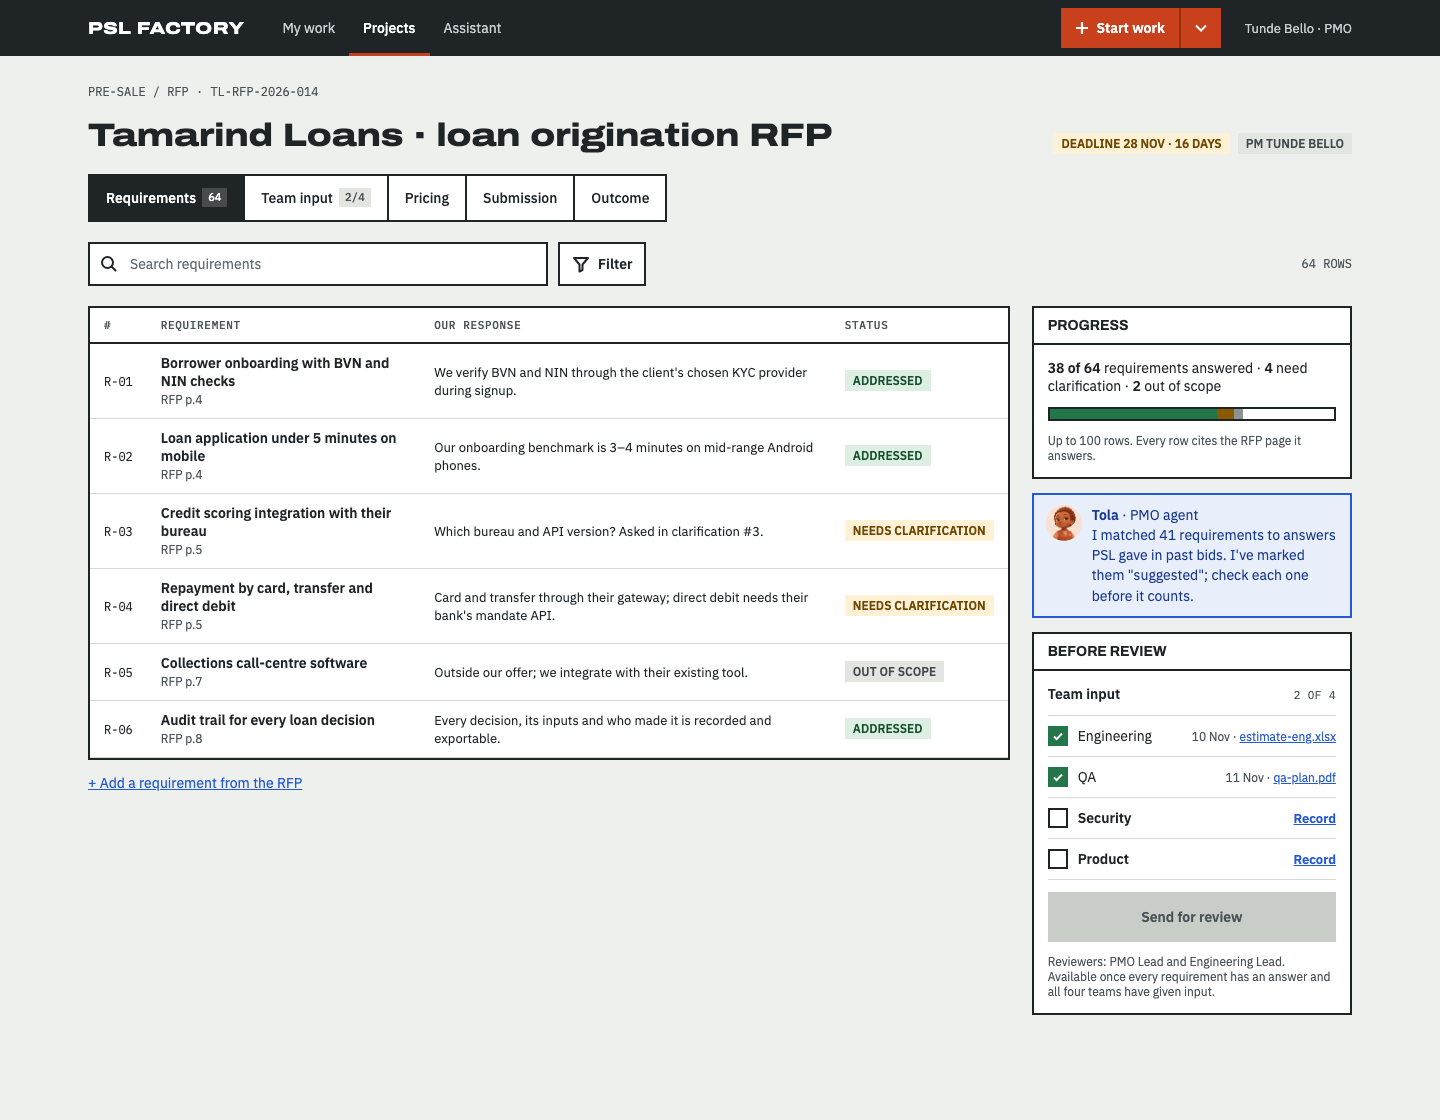 PSL FACTORY
My work
Projects
Assistant
Start work
Tunde Bello · PMO
PRE-SALE / RFP · TL-RFP-2026-014
Tamarind Loans · loan origination RFP
DEADLINE 28 NOV · 16 DAYS
PM TUNDE BELLO
Requirements 64
Team input 2/4
Pricing
Submission
Outcome
Search requirements
Filter
64 ROWS
# REQUIREMENT OUR RESPONSE STATUS
R-01
Borrower onboarding with BVN and
NIN checks
RFP p.4
We verify BVN and NIN through the client's chosen KYC provider
during signup.
ADDRESSED
R-02
Loan application under 5 minutes on
mobile
RFP p.4
Our onboarding benchmark is 3–4 minutes on mid-range Android
phones.
ADDRESSED
R-03
Credit scoring integration with their
bureau
RFP p.5
Which bureau and API version? Asked in clarification #3.
NEEDS CLARIFICATION
R-04
Repayment by card, transfer and
direct debit
RFP p.5
Card and transfer through their gateway; direct debit needs their
bank's mandate API.
NEEDS CLARIFICATION
R-05
Collections call-centre software
RFP p.7
Outside our offer; we integrate with their existing tool.
OUT OF SCOPE
R-06
Audit trail for every loan decision
RFP p.8
Every decision, its inputs and who made it is recorded and
exportable.
ADDRESSED
+ Add a requirement from the RFP
PROGRESS
38 of 64 requirements answered · 4 need
clarification · 2 out of scope
Up to 100 rows. Every row cites the RFP page it
answers.
Tola · PMO agent
I matched 41 requirements to answers
PSL gave in past bids. I've marked
them "suggested"; check each one
before it counts.
BEFORE REVIEW
Team input 2 OF 4
Engineering 10 Nov · estimate-eng.xlsx
QA 11 Nov · qa-plan.pdf
Security Record
Product Record
Send for review
Reviewers: PMO Lead and Engineering Lead.
Available once every requirement has an answer and
all four teams have given input.